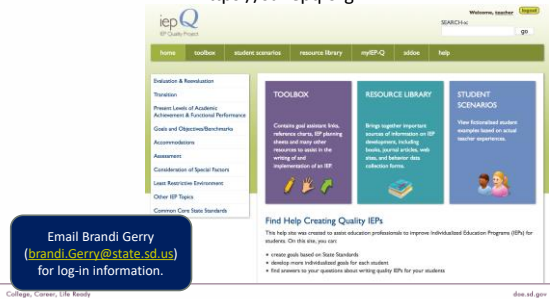 iepQ
IEP Quality Project
Welcome, teacher
logout
SEARCH
go
home toolbox student scenarios resource library myIEP-Q sddoe help
Evaluation & Reevaluation
Transition
Present Levels of Academic
Achievement & Functional Performance
Goals and Objectives/Benchmarks
Accommodations
Assessment
Consideration of Special Factors
Least Restrictive Environment
Other IEP Topics
Common Core State Standards
TOOLBOX
Contains goal assistant links,
reference charts, IEP planning
sheets and many other
resources to assist in the
writing of and
implementation of an IEP.
RESOURCE LIBRARY
Brings together important
sources of information on IEP
development, including
books, journal articles, web
sites, and behavior data
collection forms.
STUDENT
SCENARIOS
View fictionalized student
examples based on actual
teacher experiences.
Find Help Creating Quality IEPs
This help site was created to assist education professionals to improve Individualized Education Programs (IEPs) for
students. On this site, you can:
• create goals based on State Standards
• develop more individualized goals for each student
• find answers to your questions about writing quality IEPs for your students
Email Brandi Gerry
(brandi.Gerry@state.sd.us)
for log-in information.
College, Career, Life Ready
doe.sd.gov